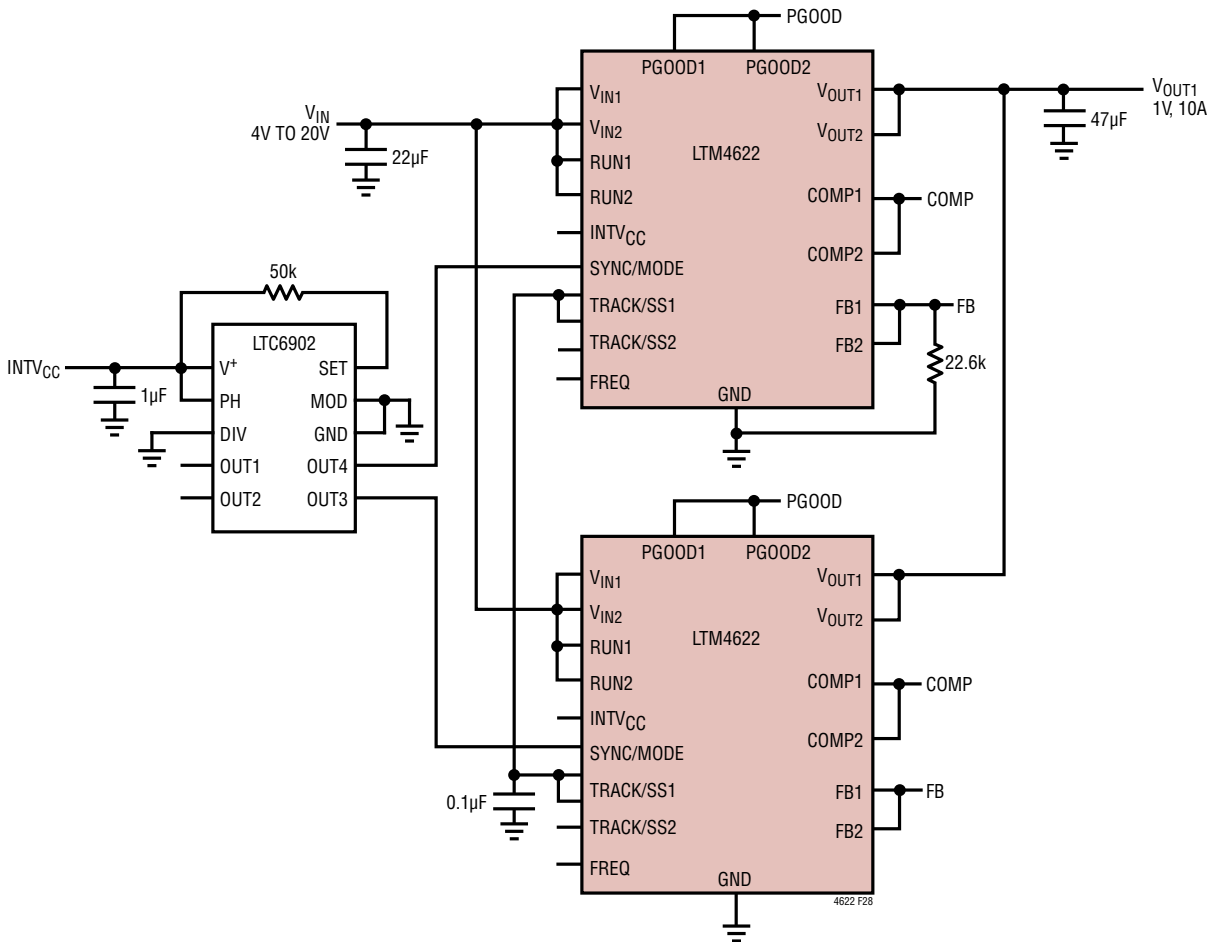 PGOOD
PGOOD1 PGOOD2
VIN
4V TO 20V
22µF
VIN1
VIN2
RUN1
RUN2
INTVCC
SYNC/MODE
TRACK/SS1
TRACK/SS2
FREQ
LTM4622
VOUT1
VOUT2
COMP1
COMP2
FB1
FB2
GND
COMP
FB
22.6k
47µF
VOUT1
1V, 10A
50k
LTC6902
INTVCC
1µF
V+
PH
DIV
OUT1
OUT2
SET
MOD
GND
OUT4
OUT3
PGOOD
PGOOD1 PGOOD2
VIN1
VIN2
RUN1
RUN2
INTVCC
SYNC/MODE
TRACK/SS1
TRACK/SS2
FREQ
0.1µF
LTM4622
VOUT1
VOUT2
COMP1
COMP2
FB1
FB2
GND
COMP
FB
4622 F28